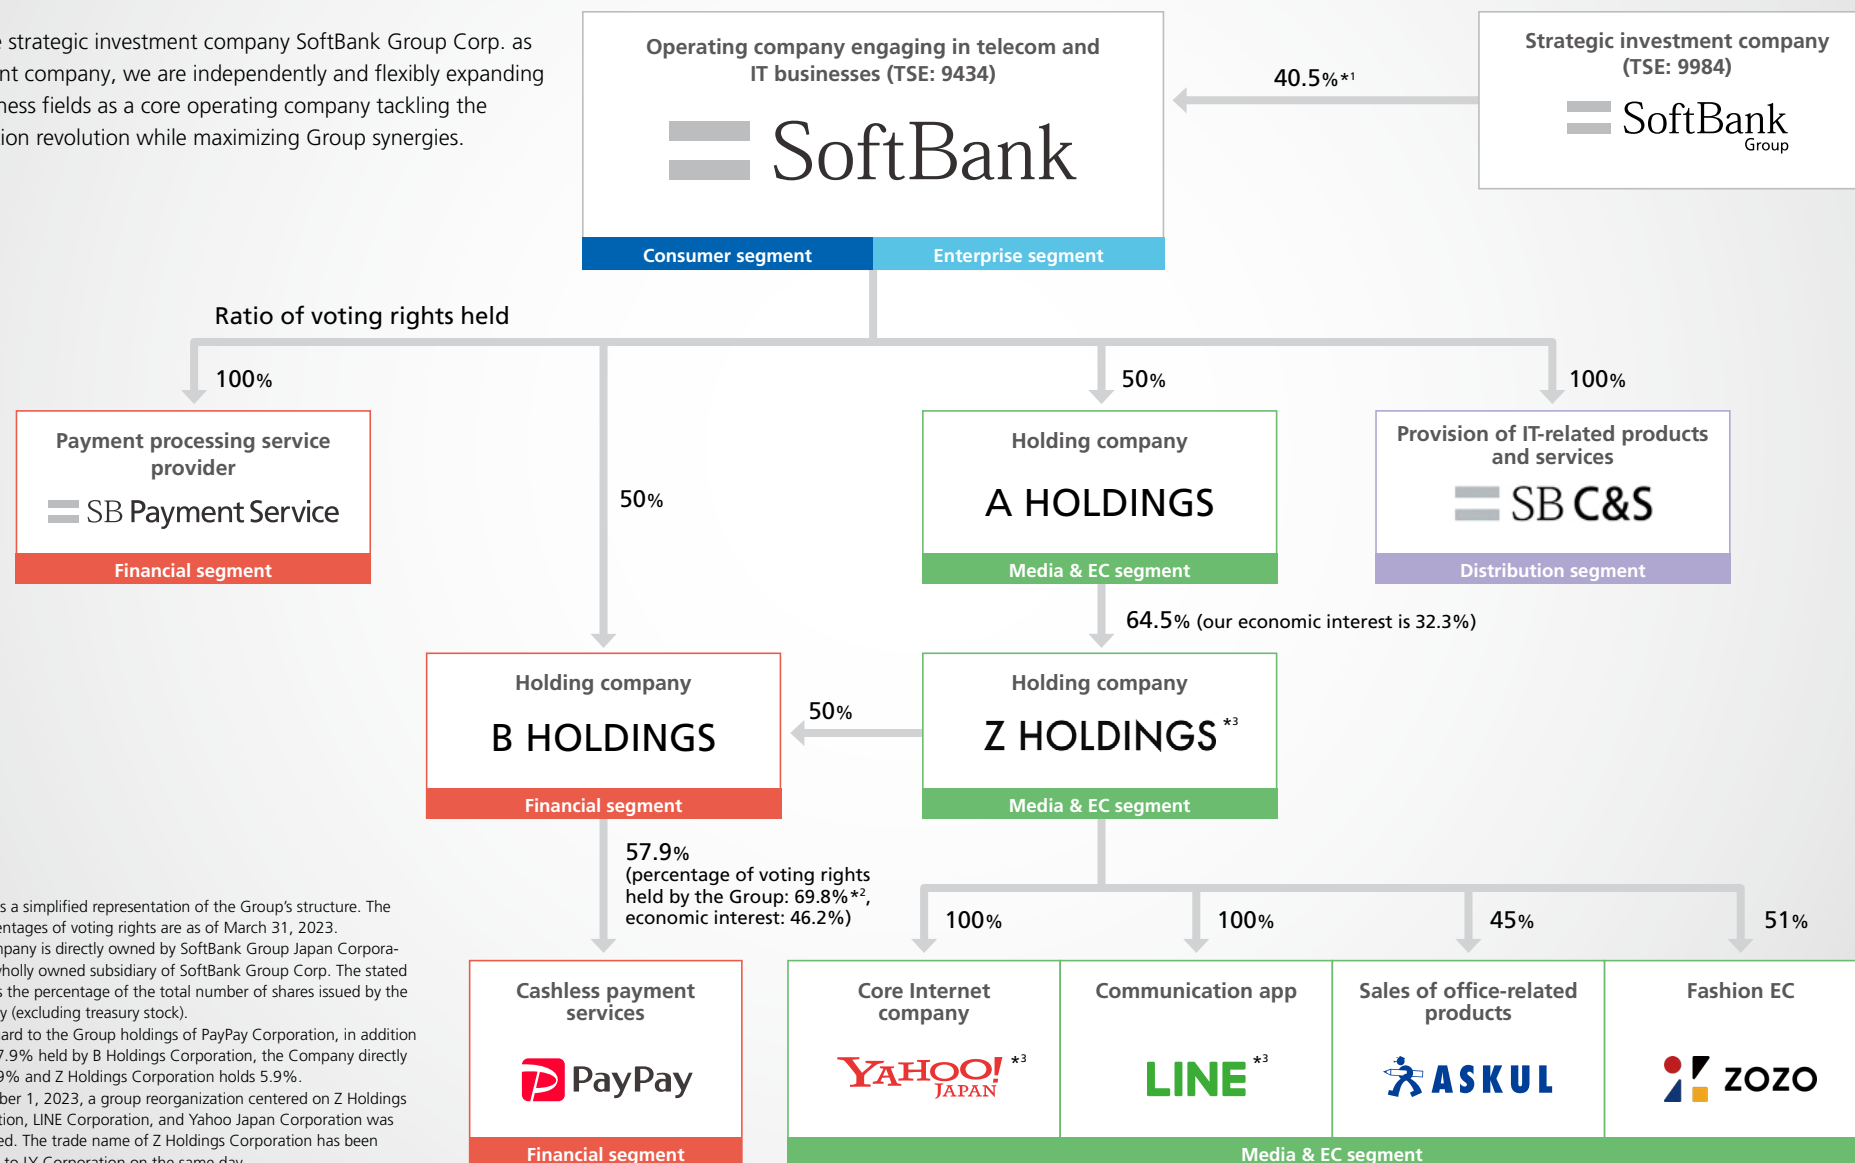 e strategic investment company SoftBank Group Corp. as
nt company, we are independently and flexibly expanding
ness fields as a core operating company tackling the
tion revolution while maximizing Group synergies.
Operating company engaging in telecom and
IT businesses (TSE: 9434)
SoftBank
Consumer segment
Enterprise segment
40.5%*1
Strategic investment company
(TSE: 9984)
SoftBank
Group
Ratio of voting rights held
100%
50%
50%
100%
Payment processing service
provider
SB Payment Service
Financial segment
Holding company
A HOLDINGS
Media & EC segment
Provision of IT-related products
and services
SB C&S
Distribution segment
64.5% (our economic interest is 32.3%)
Holding company
B HOLDINGS
Financial segment
50%
Holding company
Z HOLDINGS*3
Media & EC segment
57.9%
(percentage of voting rights
held by the Group: 69.8%*2,
economic interest: 46.2%)
100%
100%
45%
51%
Cashless payment
services
PayPay
Financial segment
Core Internet
company
YAHOO! *3
JAPAN
Communication app
LINE *3
Sales of office-related
products
ASKUL
Fashion EC
ZOZO
Media & EC segment
s a simplified representation of the Group's structure. The
entages of voting rights are as of March 31, 2023.
mpany is directly owned by SoftBank Group Japan Corpora-
wholly owned subsidiary of SoftBank Group Corp. The stated
s the percentage of the total number of shares issued by the
y (excluding treasury stock).
ard to the Group holdings of PayPay Corporation, in addition
7.9% held by B Holdings Corporation, the Company directly
9% and Z Holdings Corporation holds 5.9%.
ber 1, 2023, a group reorganization centered on Z Holdings
tion, LINE Corporation, and Yahoo Japan Corporation was
ed. The trade name of Z Holdings Corporation has been
to LY Corporation on the same day.